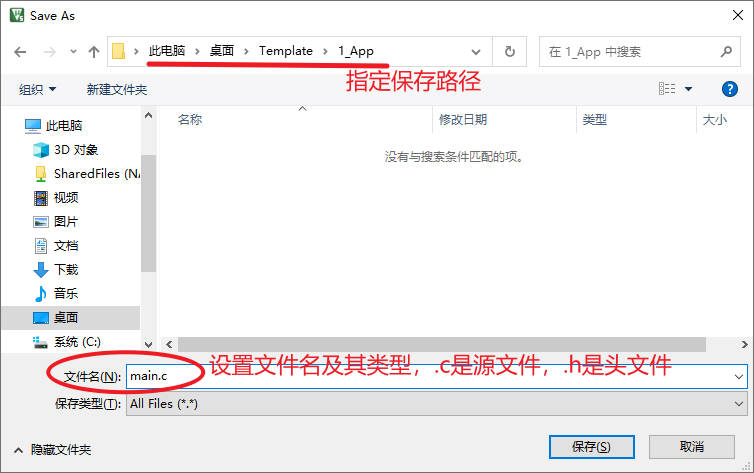 Save As
此电脑 › 桌面 › Template › 1_App
在 1_App 中搜索
指定保存路径
组织 新建文件夹
名称 修改日期 类型 大小
没有与搜索条件匹配的项。
此电脑
3D 对象
SharedFiles (NA
视频
图片
文档
下载
音乐
桌面
系统 (C:)
设置文件名及其类型，.c是源文件，.h是头文件
文件名(N): main.c
保存类型(T): All Files (*.*)
隐藏文件夹 保存(S) 取消